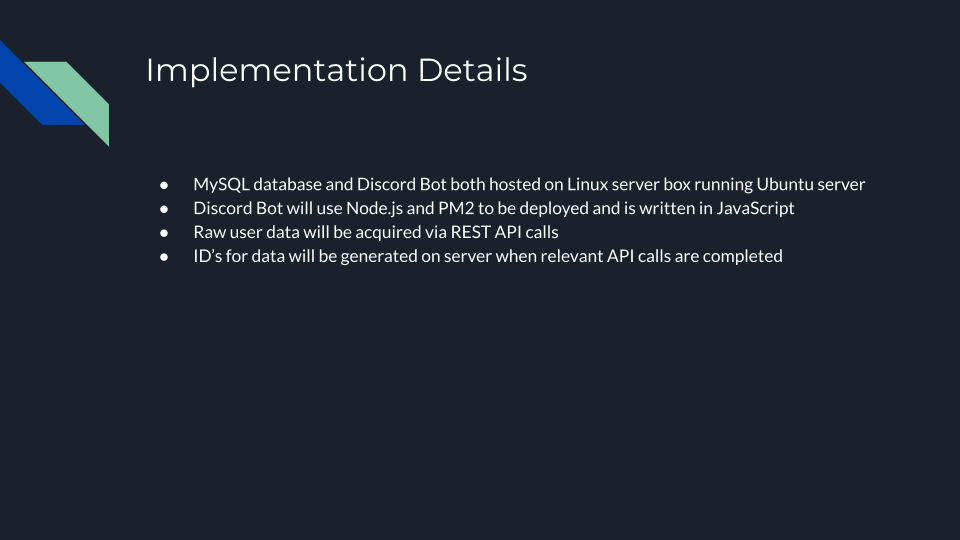 Implementation Details
● MySQL database and Discord Bot both hosted on Linux server box running Ubuntu server
● Discord Bot will use Node.js and PM2 to be deployed and is written in JavaScript
● Raw user data will be acquired via REST API calls
● ID’s for data will be generated on server when relevant API calls are completed